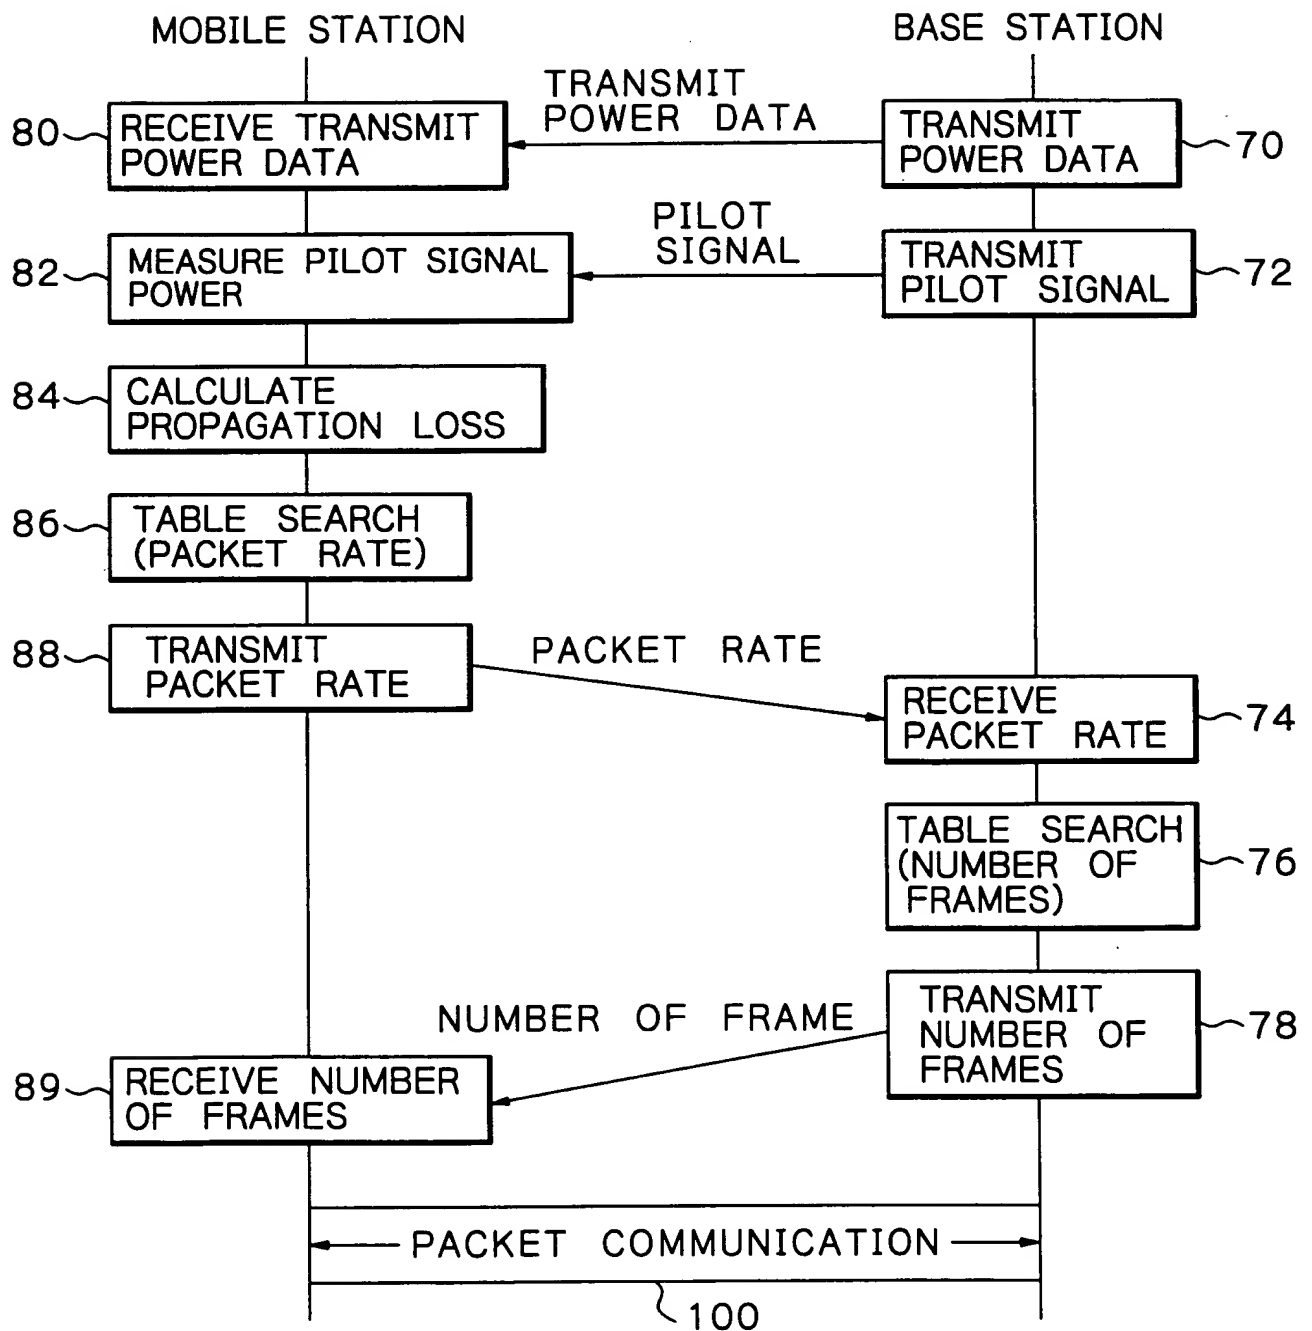 MOBILE STATION
BASE STATION
TRANSMIT
POWER DATA
80
RECEIVE TRANSMIT
POWER DATA
TRANSMIT
POWER DATA
70
PILOT
SIGNAL
82
MEASURE PILOT SIGNAL
POWER
TRANSMIT
PILOT SIGNAL
72
84
CALCULATE
PROPAGATION LOSS
86
TABLE SEARCH
(PACKET RATE)
88
TRANSMIT
PACKET RATE
PACKET RATE
RECEIVE
PACKET RATE
74
TABLE SEARCH
(NUMBER OF
FRAMES)
76
NUMBER OF FRAME
TRANSMIT
NUMBER OF
FRAMES
78
89
RECEIVE NUMBER
OF FRAMES
PACKET COMMUNICATION
100